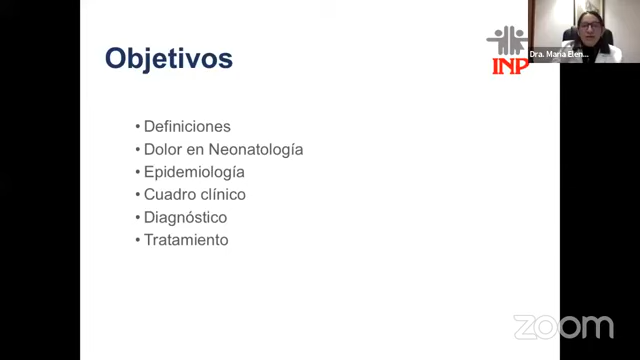 Objetivos
INP
Dra. María Elen...
• Definiciones
• Dolor en Neonatología
• Epidemiología
• Cuadro clínico
• Diagnóstico
• Tratamiento
zoom